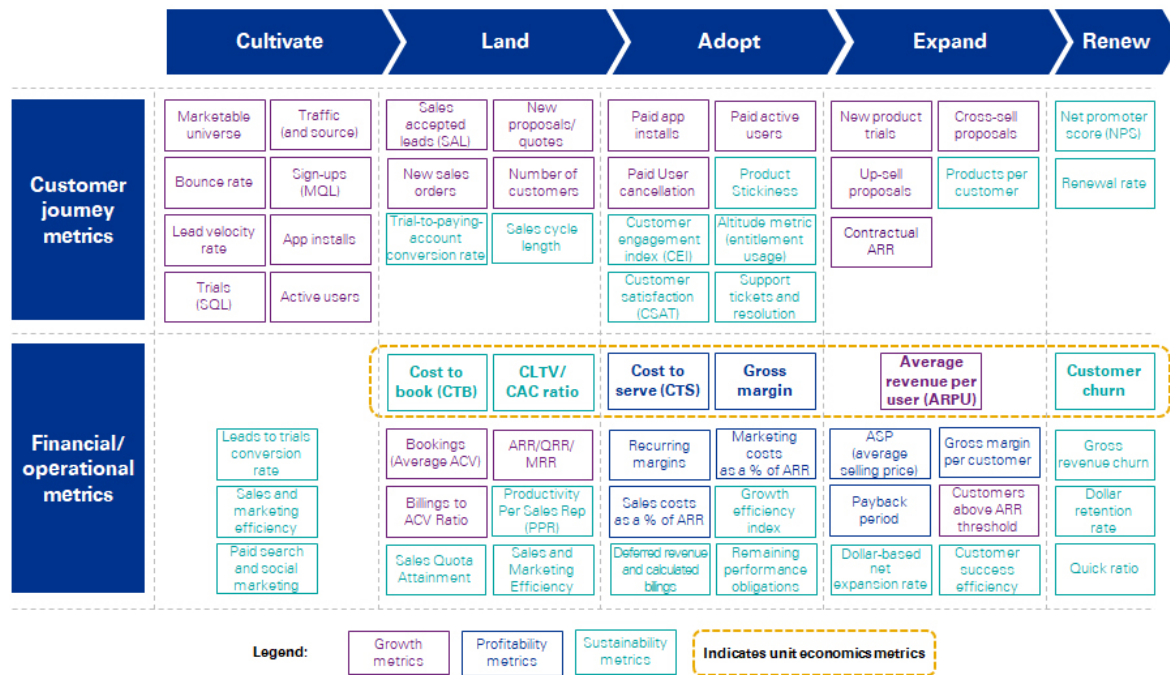 Cultivate
Land
Adopt
Expand
Renew
Customer
journey
metrics
Marketable
universe
Traffic
(and source)
Bounce rate
Sign-ups
(MQL)
Lead velocity
rate
App installs
Trials
(SQL)
Active users
Sales
accepted
leads (SAL)
New
proposals/
quotes
New sales
orders
Number of
customers
Trial-to-paying-
account
conversion rate
Sales cycle
length
Paid app
installs
Paid active
users
Paid User
cancellation
Product
Stickiness
Customer
engagement
index (CEI)
Altitude metric
(entitlement
usage)
Customer
satisfaction
(CSAT)
Support
tickets and
resolution
New product
trials
Cross-sell
proposals
Up-sell
proposals
Products per
customer
Contractual
ARR
Net promoter
score (NPS)
Renewal rate
Financial/
operational
metrics
Leads to trials
conversion
rate
Sales and
marketing
efficiency
Paid search
and social
marketing
Cost to
book (CTB)
CLTV/
CAC ratio
Bookings
(Average ACV)
ARR/QRR/
MRR
Billings to
ACV Ratio
Productivity
Per Sales Rep
(PPR)
Sales Quota
Attainment
Sales and
Marketing
Efficiency
Cost to
serve (CTS)
Gross
margin
Recurring
margins
Marketing
costs
as a % of ARR
Sales costs
as a % of ARR
Growth
efficiency
index
Deferred revenue
and calculated
bilings
Remaining
performance
obligations
Average
revenue per
user (ARPU)
ASP
(average
selling price)
Gross margin
per customer
Payback
period
Customers
above ARR
threshold
Dollar-based
net
expansion rate
Customer
success
efficiency
Customer
churn
Gross
revenue churn
Dollar
retention
rate
Quick ratio
Legend:
Growth
metrics
Profitability
metrics
Sustainability
metrics
Indicates unit economics metrics